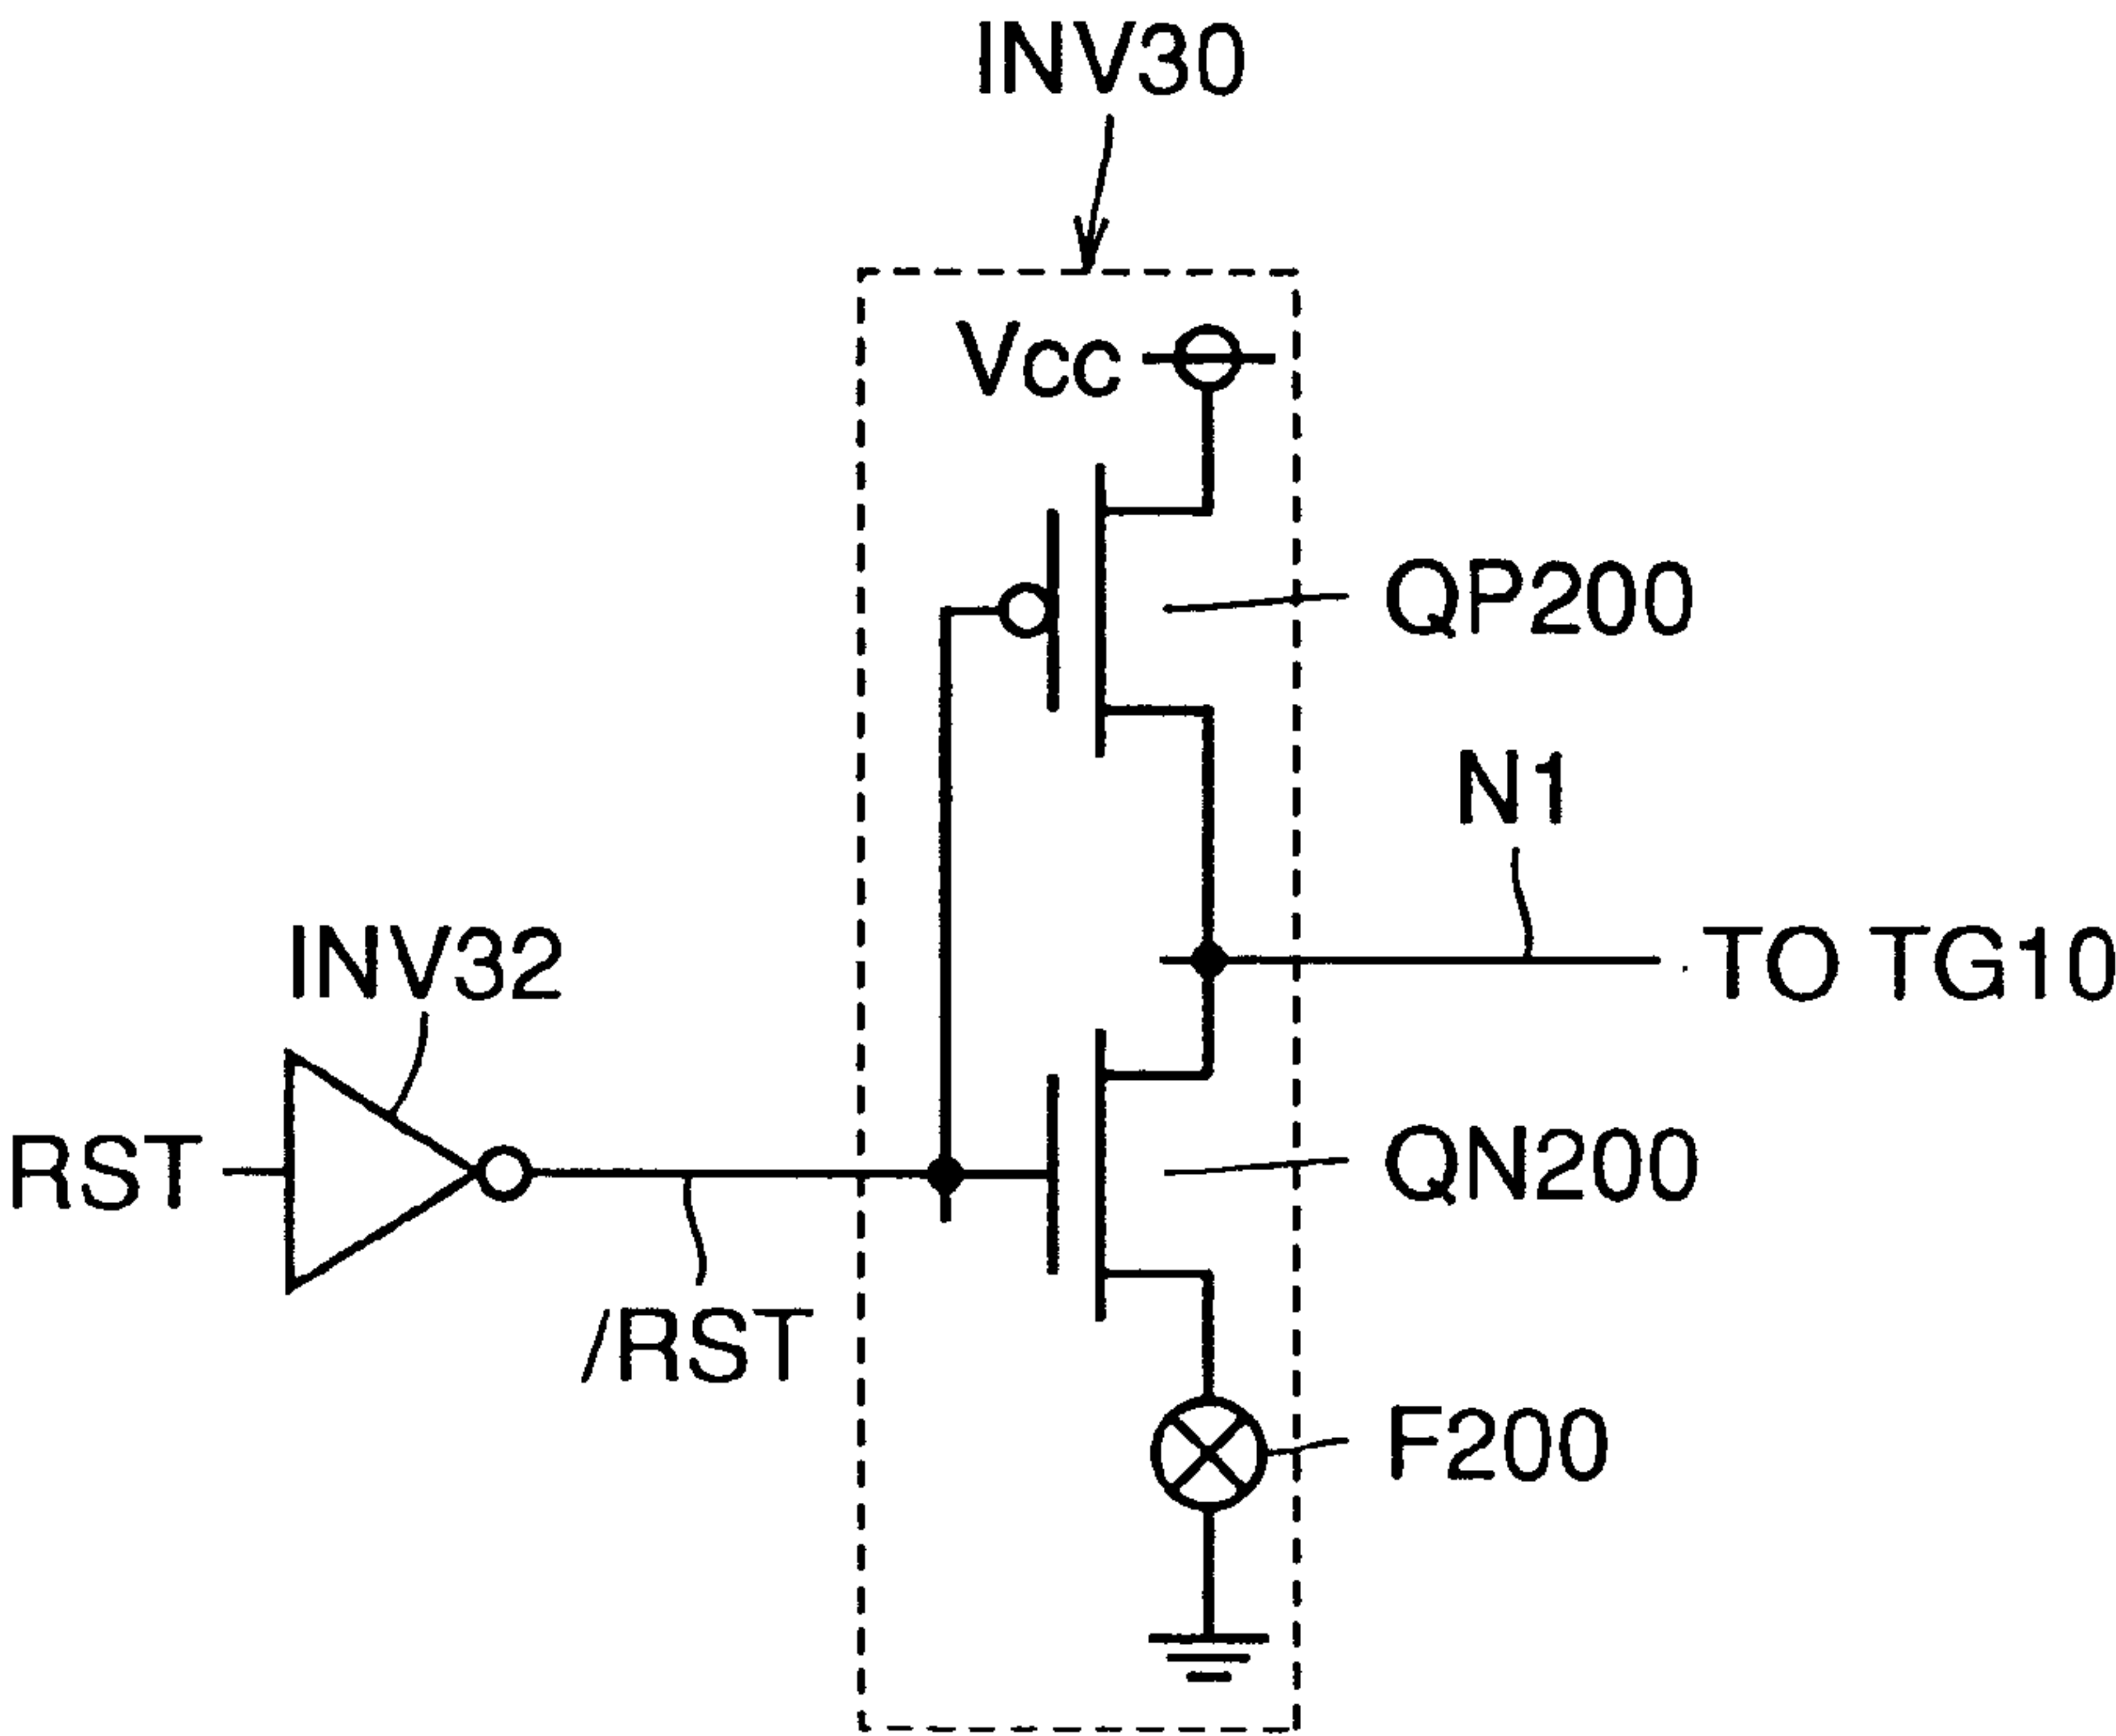 INV30
Vcc
QP200
N1
INV32
TO TG10
RST
QN200
/RST
F200